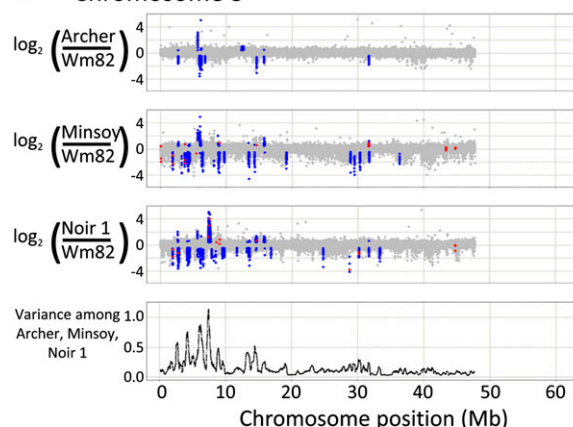 log₂ (Archer/Wm82)
4
0
-4
log₂ (Minsoy/Wm82)
4
0
-4
log₂ (Noir 1/Wm82)
4
0
-4
Variance among
Archer, Minsoy,
Noir 1
1.0
0.5
0.0
0 10 20 30 40 50 60
Chromosome position (Mb)